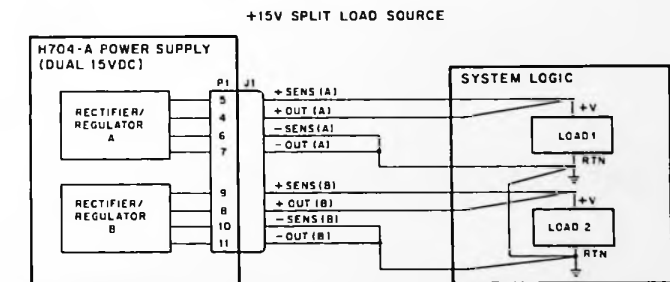 +15V SPLIT LOAD SOURCE
H704-A POWER SUPPLY
(DUAL 15VDC)
P1 J1
SYSTEM LOGIC
RECTIFIER/
REGULATOR
A
5 +SENS (A)
4 +OUT (A)
6 -SENS(A)
7 -OUT (A)
+V
LOAD 1
RTN
RECTIFIER/
REGULATOR
B
9 +SENS(B)
8 +OUT (B)
10 -SENS(B)
11 -OUT(B)
+V
LOAD 2
RTN